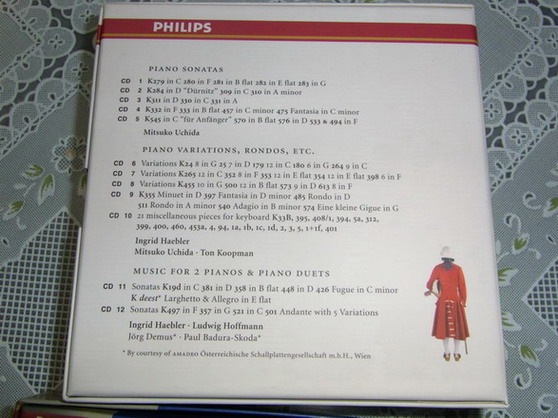 PHILIPS
PIANO SONATAS
CD 1 K279 in C 280 in F 281 in B flat 282 in E flat 283 in G
CD 2 K284 in D "Dürnitz" 309 in C 310 in A minor
CD 3 K311 in D 330 in C 331 in A
CD 4 K332 in F 333 in B flat 457 in C minor 475 Fantasia in C minor
CD 5 K545 in C "für Anfänger" 570 in B flat 576 in D 533 & 494 in F
Mitsuko Uchida
PIANO VARIATIONS, RONDOS, ETC.
CD 6 Variations K24 8 in G 25 7 in D 179 12 in C 180 6 in G 264 9 in C
CD 7 Variations K265 12 in C 352 8 in F 353 12 in E flat 354 12 in E flat 398 6 in F
CD 8 Variations K455 10 in G 500 12 in B flat 573 9 in D 613 8 in F
CD 9 K355 Minuet in D 397 Fantasia in D minor 485 Rondo in D
511 Rondo in A minor 540 Adagio in B minor 574 Eine kleine Gigue in G
CD 10 21 miscellaneous pieces for keyboard K33B, 395, 408/1, 394, 5a, 312,
399, 400, 460, 453a, 4, 94, 1a, 1b, 1c, 1d, 2, 3, 5, 1+1f, 401
Ingrid Haebler
Mitsuko Uchida · Ton Koopman
MUSIC FOR 2 PIANOS & PIANO DUETS
CD 11 Sonatas K19d in C 381 in D 358 in B flat 448 in D 426 Fugue in C minor
K deest* Larghetto & Allegro in E flat
CD 12 Sonatas K497 in F 357 in G 521 in C 501 Andante with 5 Variations
Ingrid Haebler · Ludwig Hoffmann
Jörg Demus* · Paul Badura-Skoda*
* By courtesy of AMADEO Österreichische Schallplattengesellschaft m.b.H., Wien